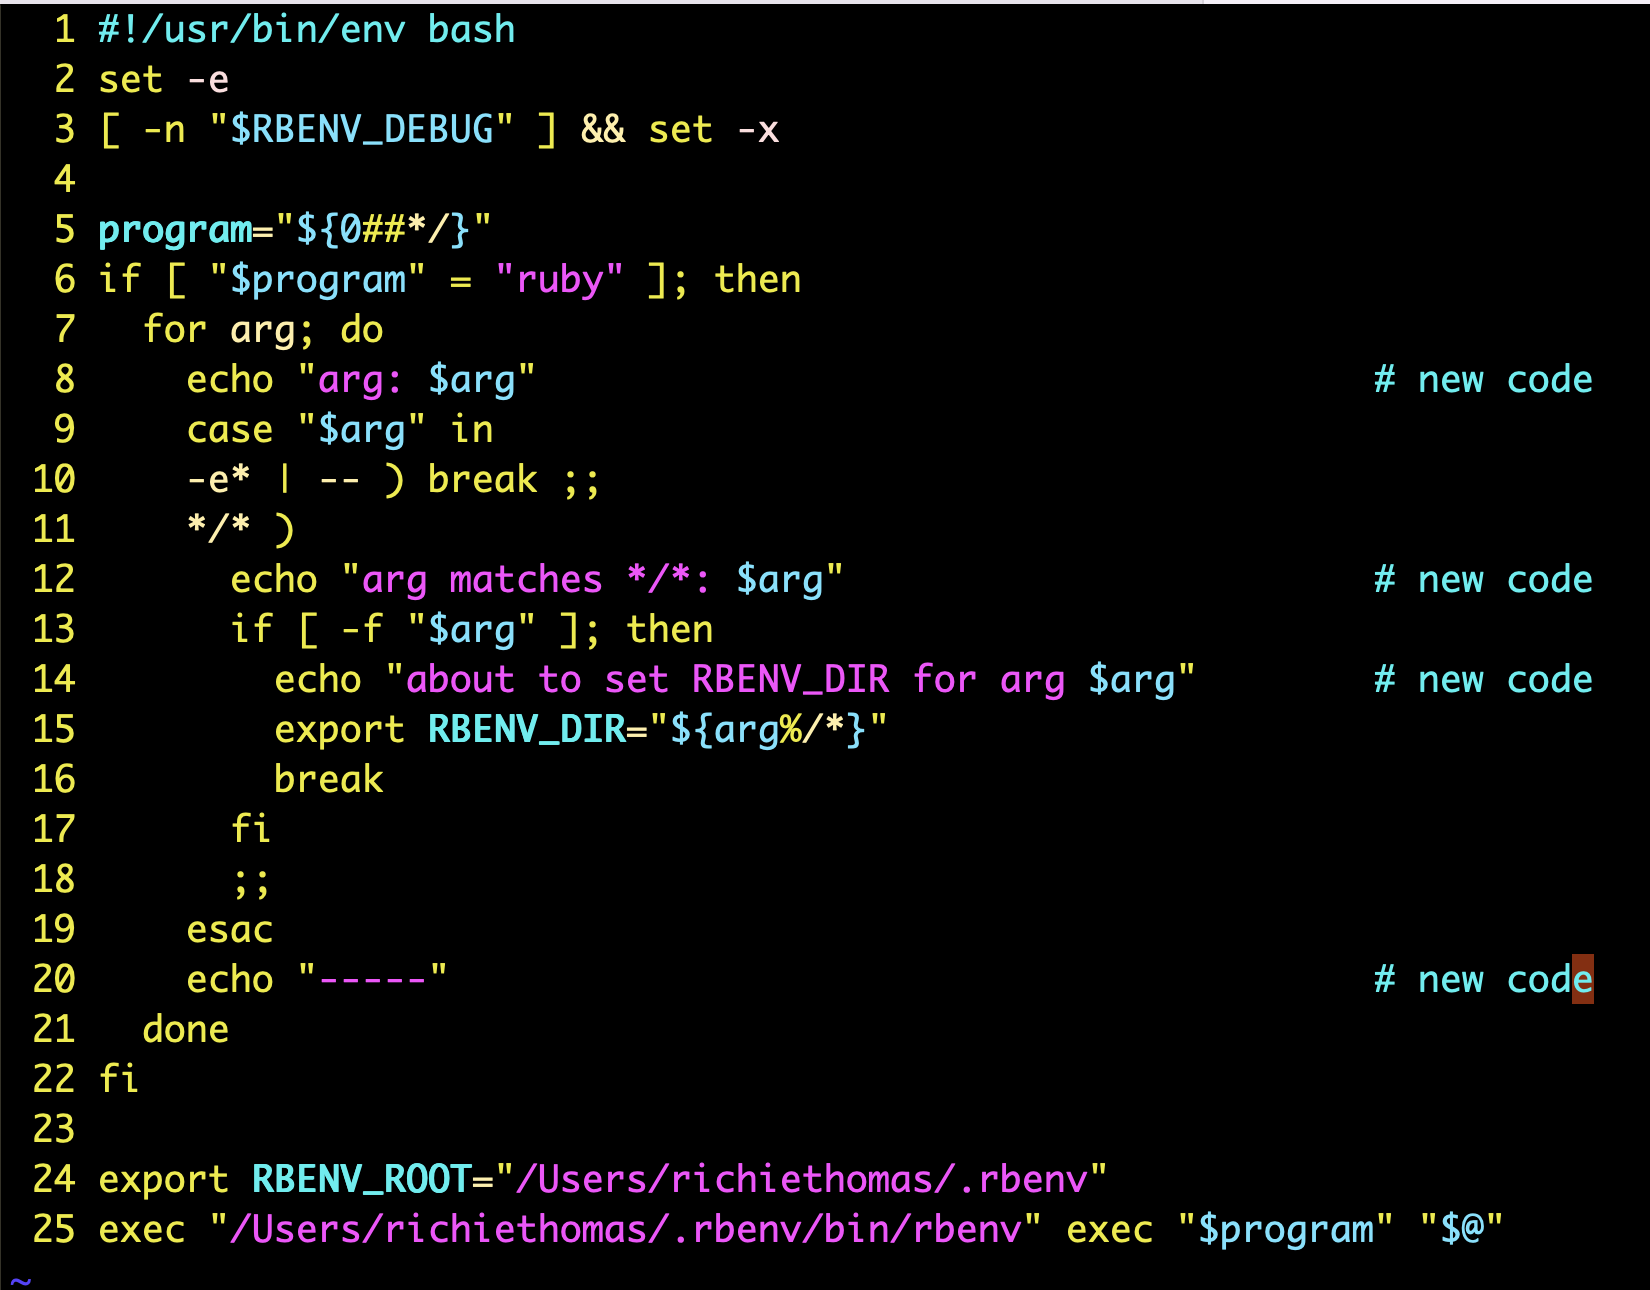 1 #!/usr/bin/env bash
2 set -e
3 [ -n "$RBENV_DEBUG" ] && set -x
4
5 program="${0##*/}"
6 if [ "$program" = "ruby" ]; then
7   for arg; do
8     echo "arg: $arg"                                      # new code
9     case "$arg" in
10     -e* | -- ) break ;;
11     */* )
12       echo "arg matches */*: $arg"                        # new code
13       if [ -f "$arg" ]; then
14         echo "about to set RBENV_DIR for arg $arg"        # new code
15         export RBENV_DIR="${arg%/*}"
16         break
17       fi
18       ;;
19     esac
20     echo "-----"                                          # new code
21   done
22 fi
23
24 export RBENV_ROOT="/Users/richiethomas/.rbenv"
25 exec "/Users/richiethomas/.rbenv/bin/rbenv" exec "$program" "$@"
~